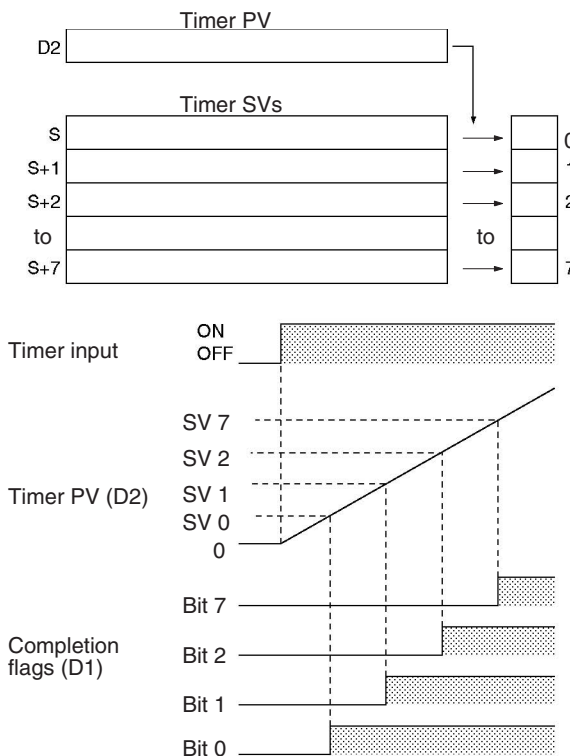 Timer PV
D2
Timer SVs
S
0
S+1
1
S+2
2
to
to
S+7
7
Timer input
ON
OFF
Timer PV (D2)
SV 7
SV 2
SV 1
SV 0
0
Completion
flags (D1)
Bit 7
Bit 2
Bit 1
Bit 0